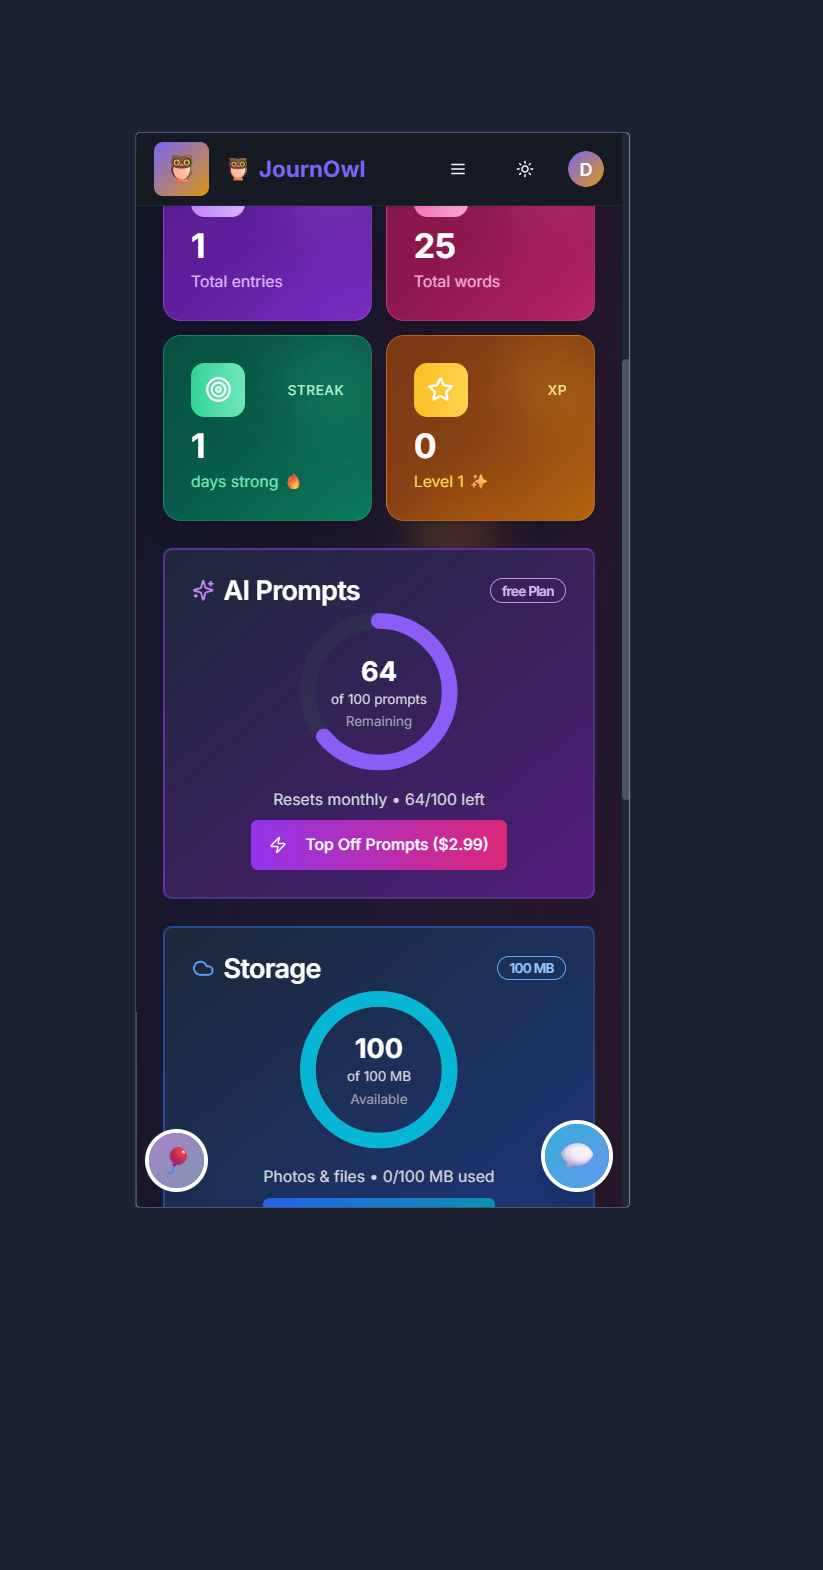 JournOwl
D
1
Total entries
25
Total words
STREAK
1
days strong 🔥
XP
0
Level 1 ✨
AI Prompts
free Plan
64
of 100 prompts
Remaining
Resets monthly • 64/100 left
Top Off Prompts ($2.99)
Storage
100 MB
100
of 100 MB
Available
Photos & files • 0/100 MB used